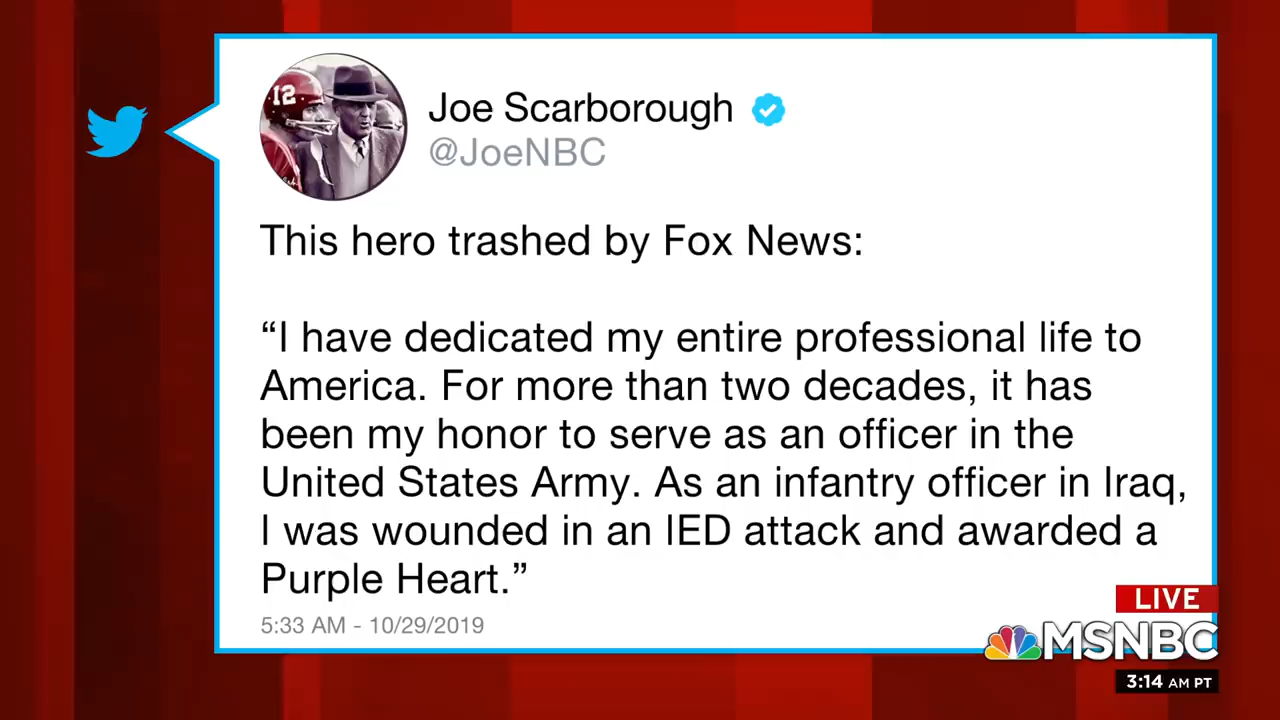 12
Joe Scarborough
@JoeNBC
This hero trashed by Fox News:
“I have dedicated my entire professional life to
America. For more than two decades, it has
been my honor to serve as an officer in the
United States Army. As an infantry officer in Iraq,
I was wounded in an IED attack and awarded a
Purple Heart.”
5:33 AM - 10/29/2019
LIVE
MSNBC
3:14 AM PT